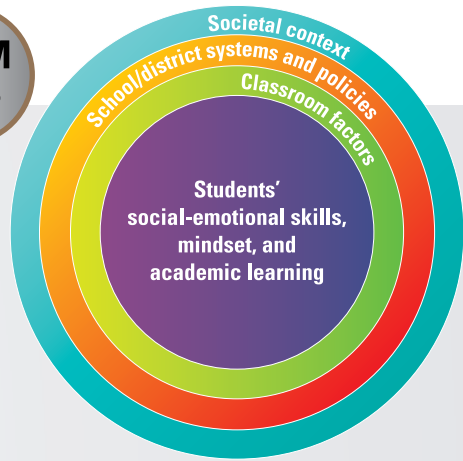 M
Societal context
School/district systems and policies
Classroom factors
Students’
social-emotional skills,
mindset, and
academic learning